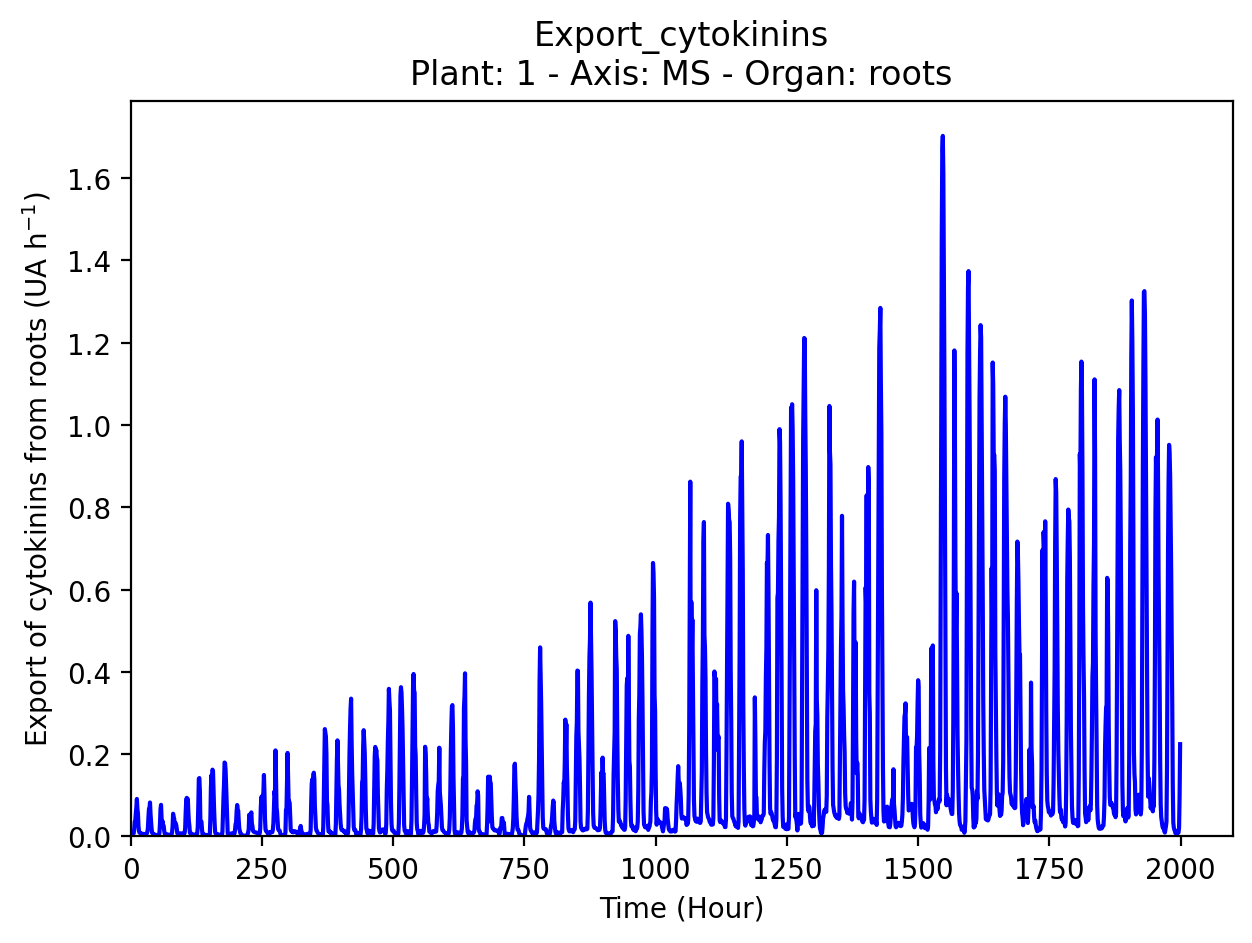 Export_cytokinins
Plant: 1 - Axis: MS - Organ: roots
Export of cytokinins from roots (UA h⁻¹)
1.6
1.4
1.2
1.0
0.8
0.6
0.4
0.2
0.0
0 250 500 750 1000 1250 1500 1750 2000
Time (Hour)